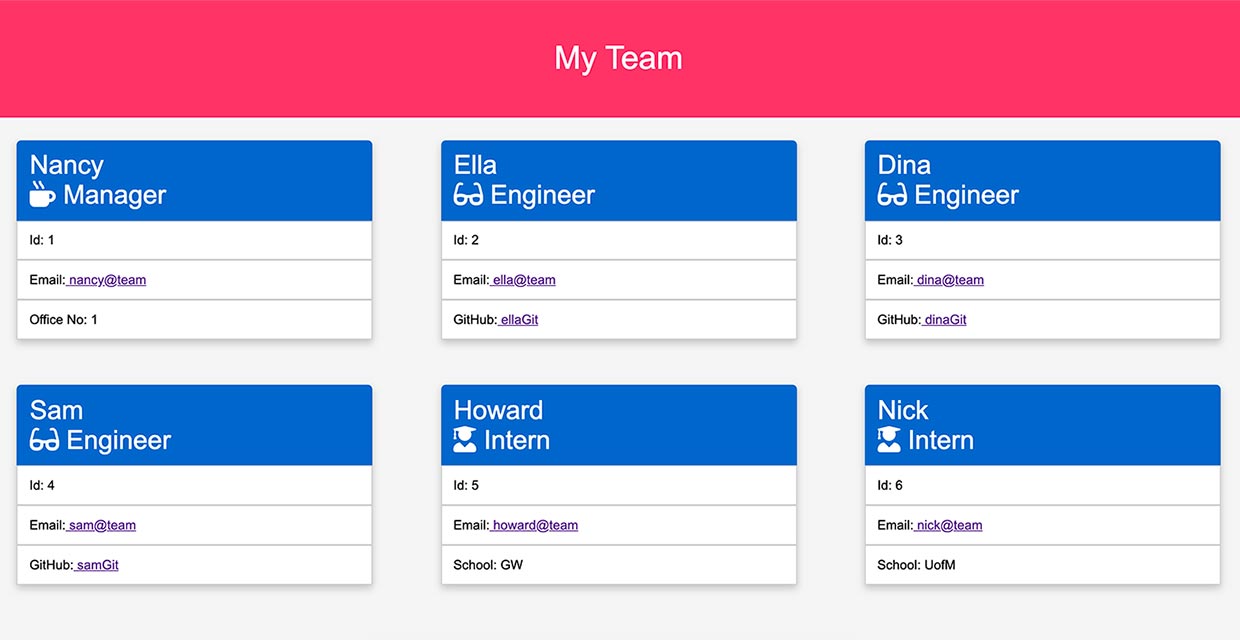 My Team
Nancy
Manager
Id: 1
Email: nancy@team
Office No: 1
Ella
Engineer
Id: 2
Email: ella@team
GitHub: ellaGit
Dina
Engineer
Id: 3
Email: dina@team
GitHub: dinaGit
Sam
Engineer
Id: 4
Email: sam@team
GitHub: samGit
Howard
Intern
Id: 5
Email: howard@team
School: GW
Nick
Intern
Id: 6
Email: nick@team
School: UofM